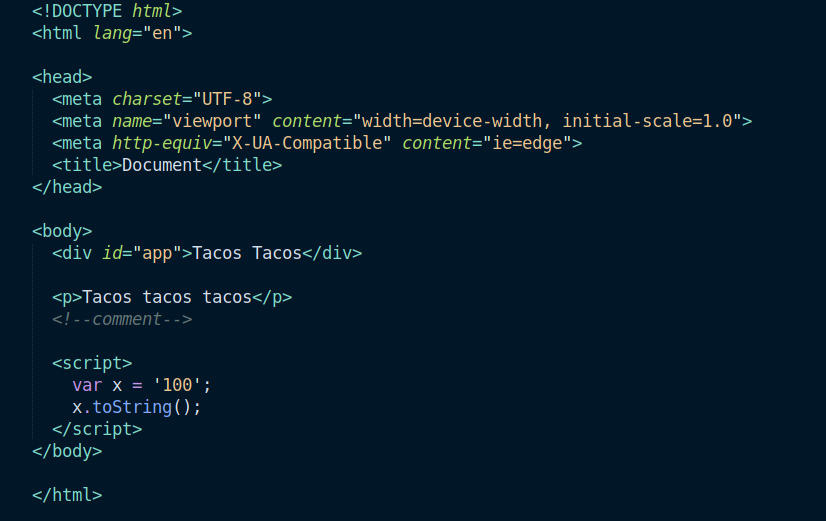 <!DOCTYPE html>
<html lang="en">

<head>
  <meta charset="UTF-8">
  <meta name="viewport" content="width=device-width, initial-scale=1.0">
  <meta http-equiv="X-UA-Compatible" content="ie=edge">
  <title>Document</title>
</head>

<body>
  <div id="app">Tacos Tacos</div>

  <p>Tacos tacos tacos</p>
  <!--comment-->

  <script>
    var x = '100';
    x.toString();
  </script>
</body>

</html>